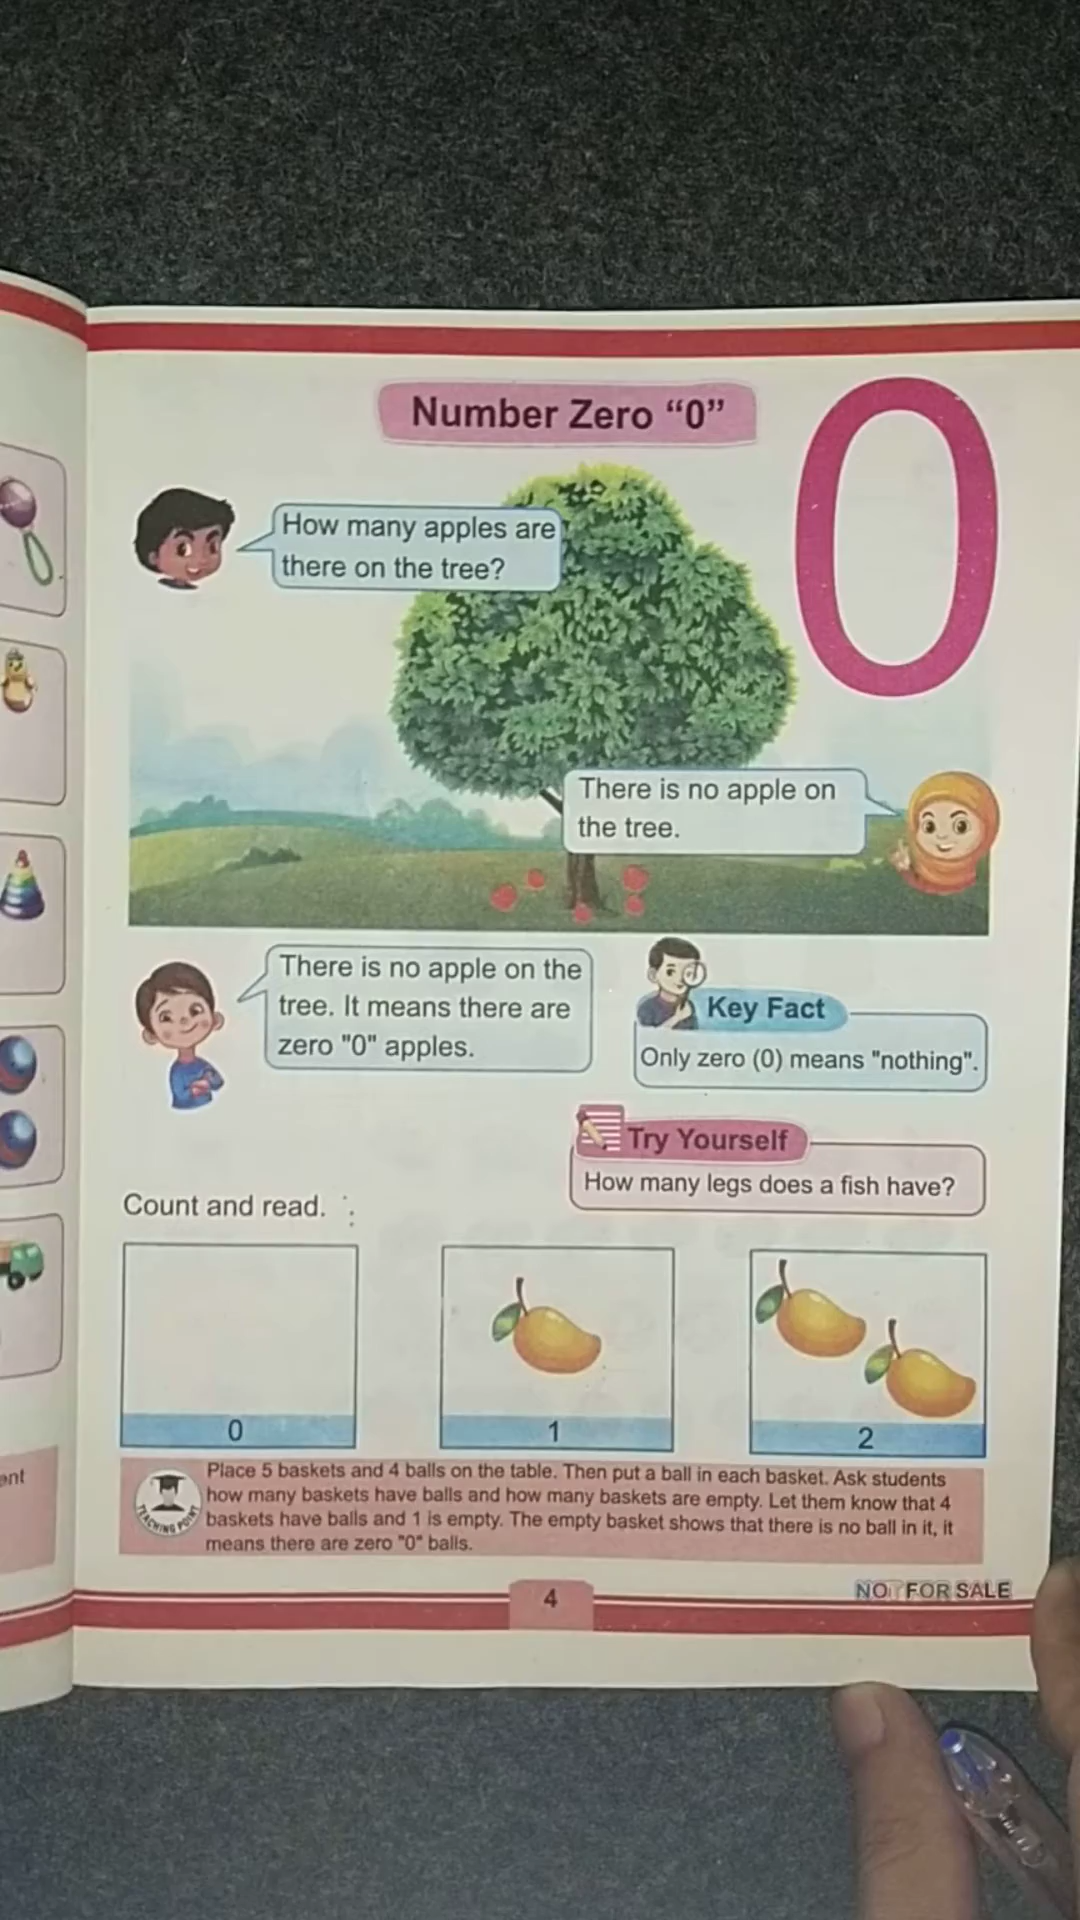 Number Zero “0”
0
How many apples are
there on the tree?
There is no apple on
the tree.
There is no apple on the
tree. It means there are
zero "0" apples.
Key Fact
Only zero (0) means "nothing".
Try Yourself
How many legs does a fish have?
Count and read.
0
1
2
TEACHING POINT
Place 5 baskets and 4 balls on the table. Then put a ball in each basket. Ask students
how many baskets have balls and how many baskets are empty. Let them know that 4
baskets have balls and 1 is empty. The empty basket shows that there is no ball in it, it
means there are zero "0" balls.
4
NOT FOR SALE